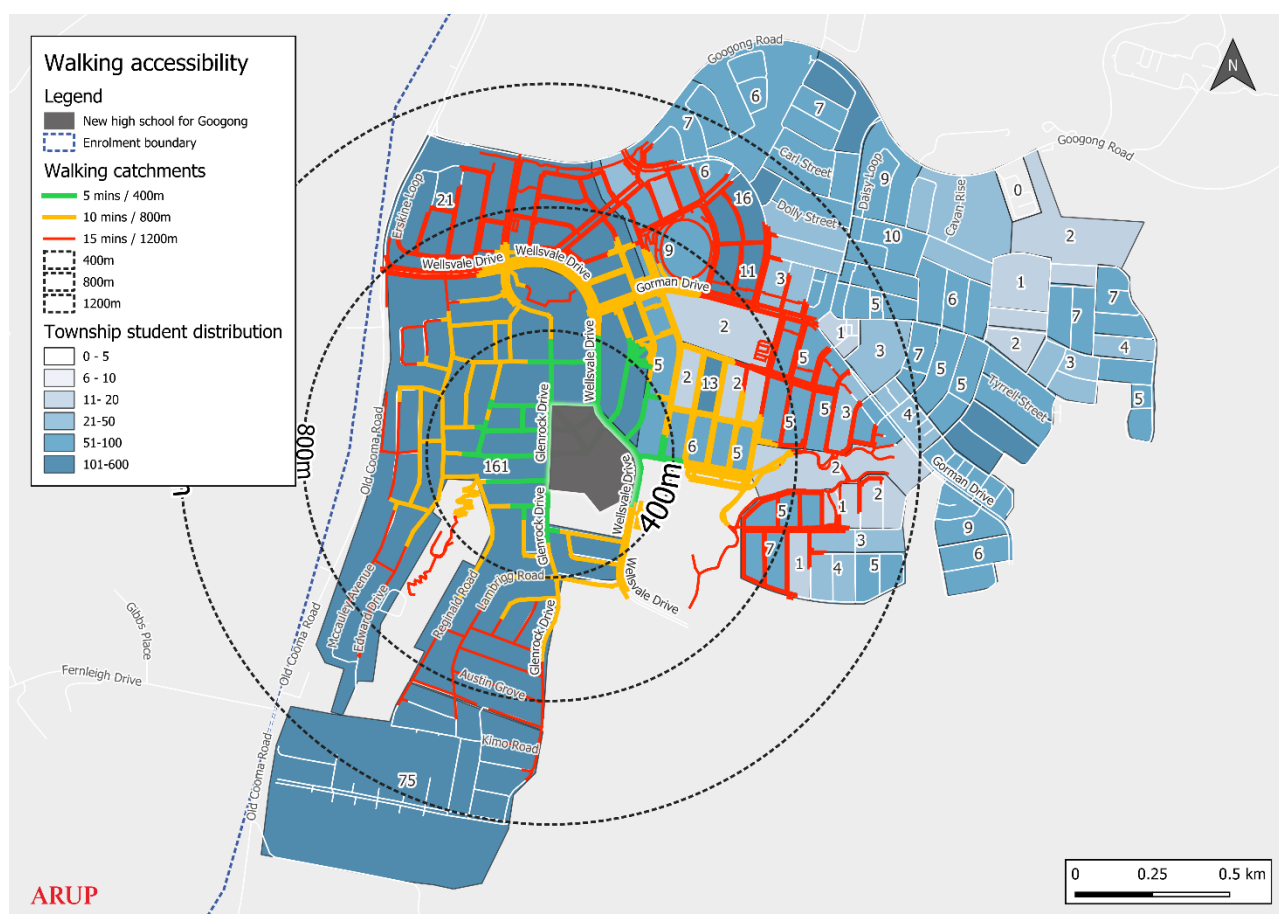 Walking accessibility
Legend
New high school for Googong
Enrolment boundary
Walking catchments
5 mins / 400m
10 mins / 800m
15 mins / 1200m
400m
800m
1200m
Township student distribution
0 - 5
6 - 10
11- 20
21-50
51-100
101-600
N
Googong Road
6
7
7
Googong Road
Carl Street
6
Daisy Loop
9
Cavan Rise
0
Erskine Loop
21
16
Dolly Street
10
2
9
Wellsvale Drive
Wellsvale Drive
11
3
Gorman Drive
1
5
6
7
7
2
1
3
2
4
Wellsvale Drive
5
2
13
2
5
7
5
5
3
5
Glenrock Drive
Tyrrell Street
5
3
4
800m
m
161
6
5
2
400m
Old Cooma Road
Wellsvale Drive
Gorman Drive
5
1
2
9
6
Glenrock Drive
7
3
1
4
5
Lambrigg Road
Wellsvale Drive
Reginald Road
Mccauley Avenue
Edward Drive
Glenrock Drive
Gibbs Place
Old Cooma Road
Fernleigh Drive
Austin Grove
Kimo Road
Old Cooma Road
75
ARUP
0 0.25 0.5 km